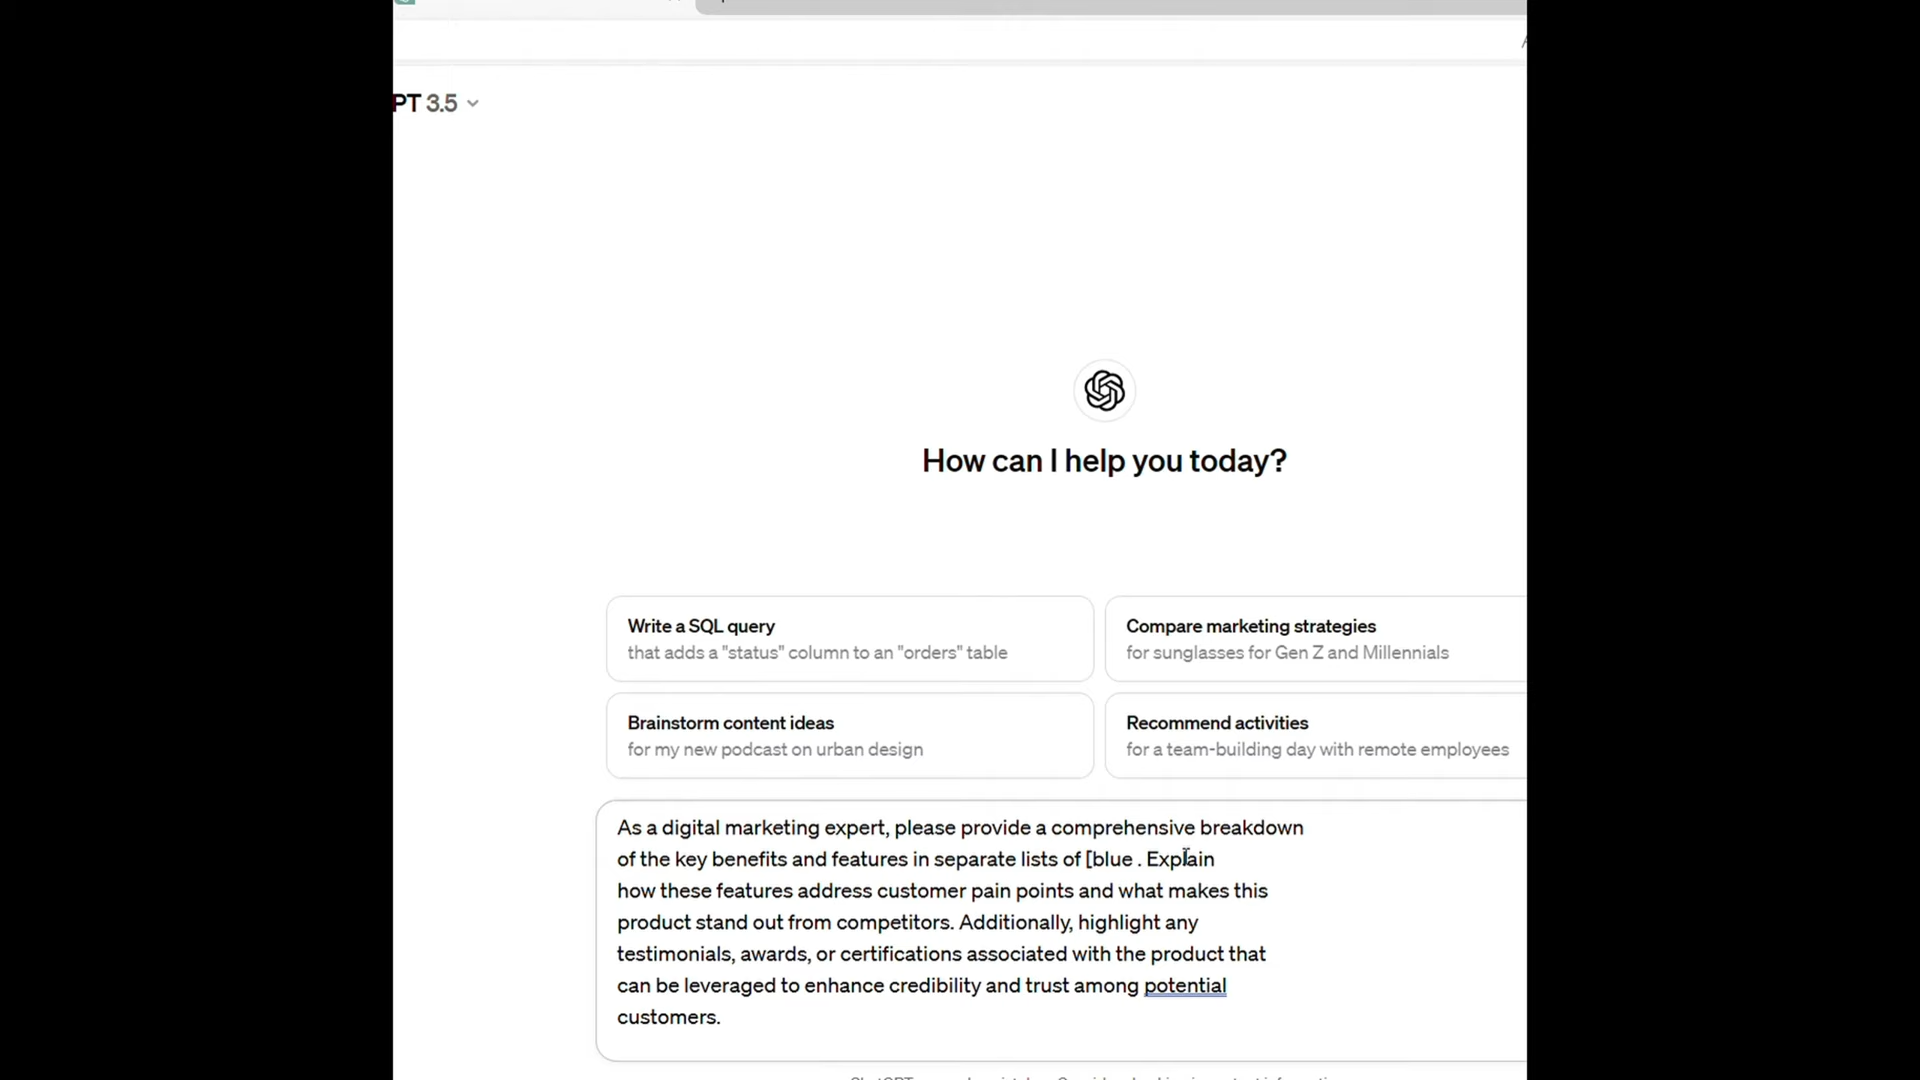 PT 3.5
How can I help you today?
Write a SQL query
that adds a "status" column to an "orders" table
Compare marketing strategies
for sunglasses for Gen Z and Millennials
Brainstorm content ideas
for my new podcast on urban design
Recommend activities
for a team-building day with remote employees
As a digital marketing expert, please provide a comprehensive breakdown
of the key benefits and features in separate lists of [blue . Explain
how these features address customer pain points and what makes this
product stand out from competitors. Additionally, highlight any
testimonials, awards, or certifications associated with the product that
can be leveraged to enhance credibility and trust among potential
customers.